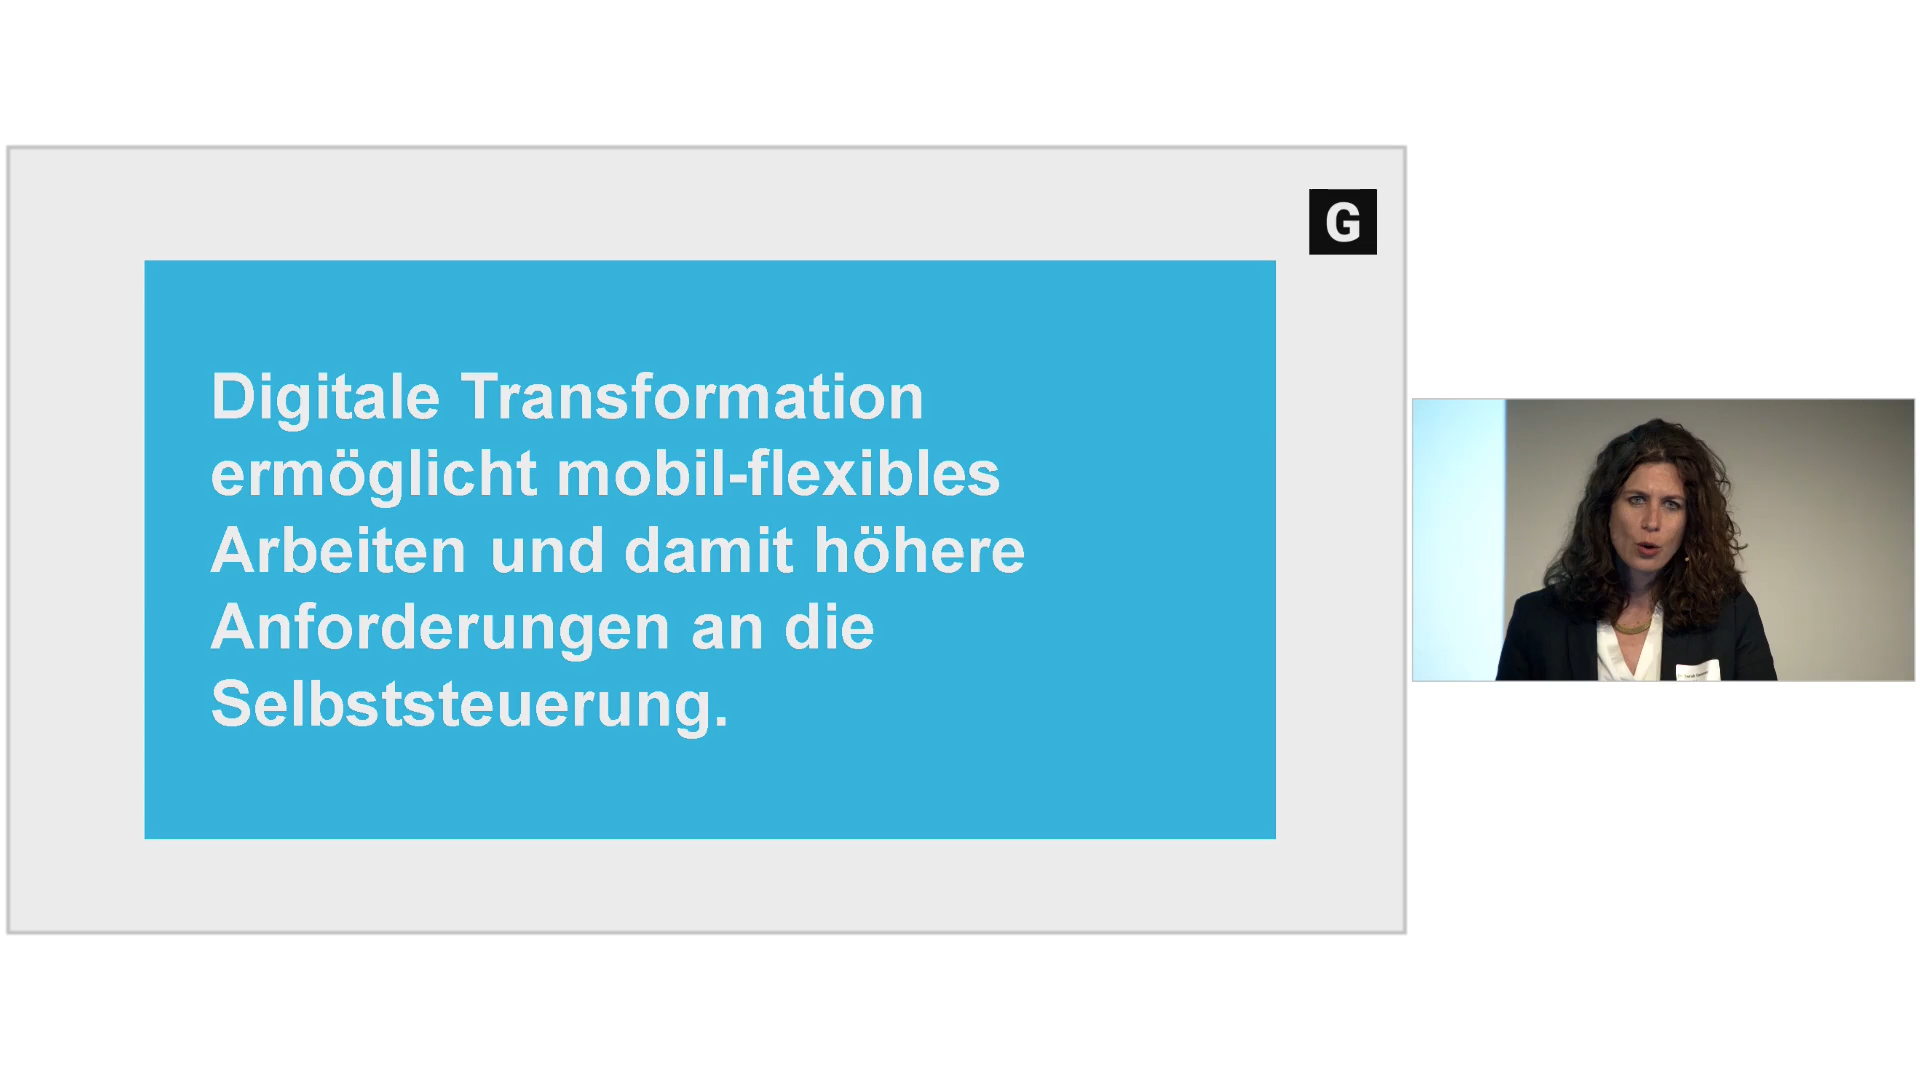 G
Digitale Transformation
ermöglicht mobil-flexibles
Arbeiten und damit höhere
Anforderungen an die
Selbststeuerung.